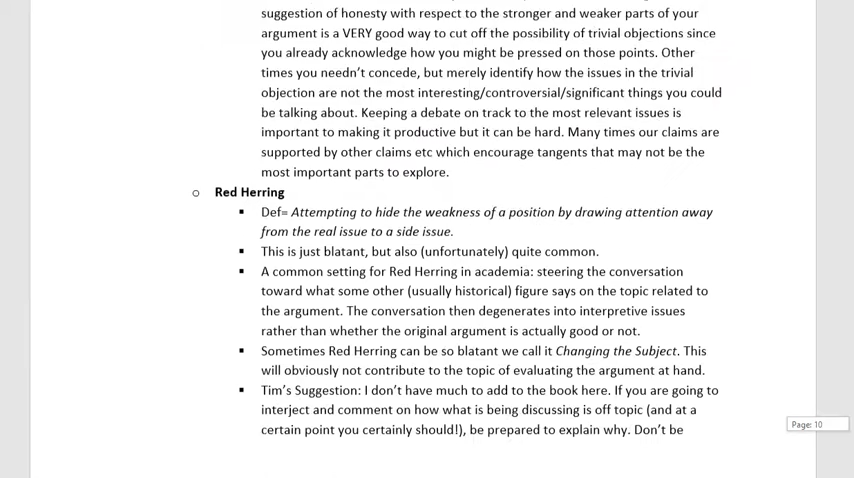 suggestion of honesty with respect to the stronger and weaker parts of your
argument is a VERY good way to cut off the possibility of trivial objections since
you already acknowledge how you might be pressed on those points. Other
times you needn't concede, but merely identify how the issues in the trivial
objection are not the most interesting/controversial/significant things you could
be talking about. Keeping a debate on track to the most relevant issues is
important to making it productive but it can be hard. Many times our claims are
supported by other claims etc which encourage tangents that may not be the
most important parts to explore.
o Red Herring
▪ Def= Attempting to hide the weakness of a position by drawing attention away
from the real issue to a side issue.
▪ This is just blatant, but also (unfortunately) quite common.
▪ A common setting for Red Herring in academia: steering the conversation
toward what some other (usually historical) figure says on the topic related to
the argument. The conversation then degenerates into interpretive issues
rather than whether the original argument is actually good or not.
▪ Sometimes Red Herring can be so blatant we call it Changing the Subject. This
will obviously not contribute to the topic of evaluating the argument at hand.
▪ Tim's Suggestion: I don't have much to add to the book here. If you are going to
interject and comment on how what is being discussing is off topic (and at a
certain point you certainly should!), be prepared to explain why. Don't be
Page: 10